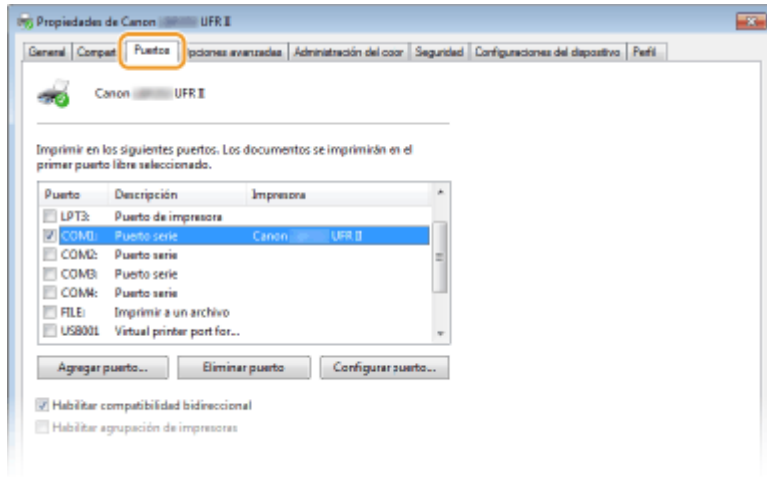 Propiedades de Canon UFR II
General Compart Puertos Opciones avanzadas Administración del coor Seguridad Configuraciones del dispositivo Perfil
Canon UFR II
Imprimir en los siguientes puertos. Los documentos se imprimirán en el
primer puerto libre seleccionado.
Puerto Descripción Impresora
LPT3: Puerto de impresora
COM1: Puerto serie Canon UFR II
COM2: Puerto serie
COM3: Puerto serie
COM4: Puerto serie
FILE: Imprimir a un archivo
USB001 Virtual printer port for...
Agregar puerto... Eliminar puerto Configurar puerto...
Habilitar compatibilidad bidireccional
Habilitar agrupación de impresoras